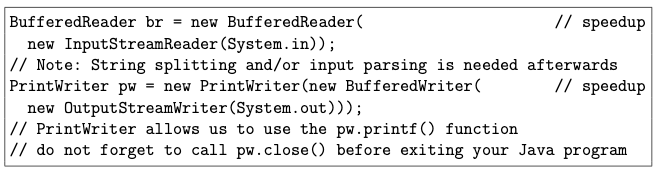 BufferedReader br = new BufferedReader( // speedup
new InputStreamReader(System.in));
// Note: String splitting and/or input parsing is needed afterwards
PrintWriter pw = new PrintWriter(new BufferedWriter( // speedup
new OutputStreamWriter(System.out)));
// PrintWriter allows us to use the pw.printf() function
// do not forget to call pw.close() before exiting your Java program